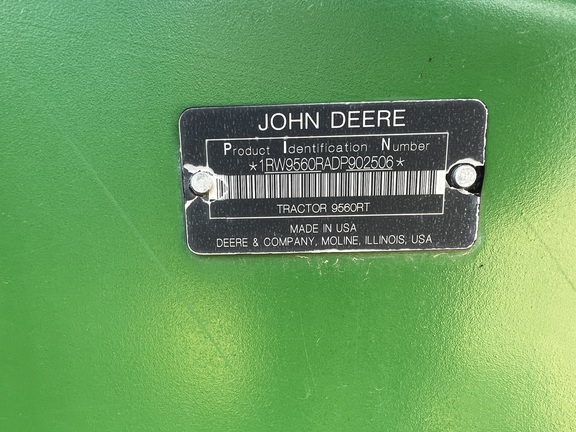 JOHN DEERE
Product Identification Number
*1RW9560RADP902506*
TRACTOR 9560RT
MADE IN USA
DEERE & COMPANY, MOLINE, ILLINOIS, USA